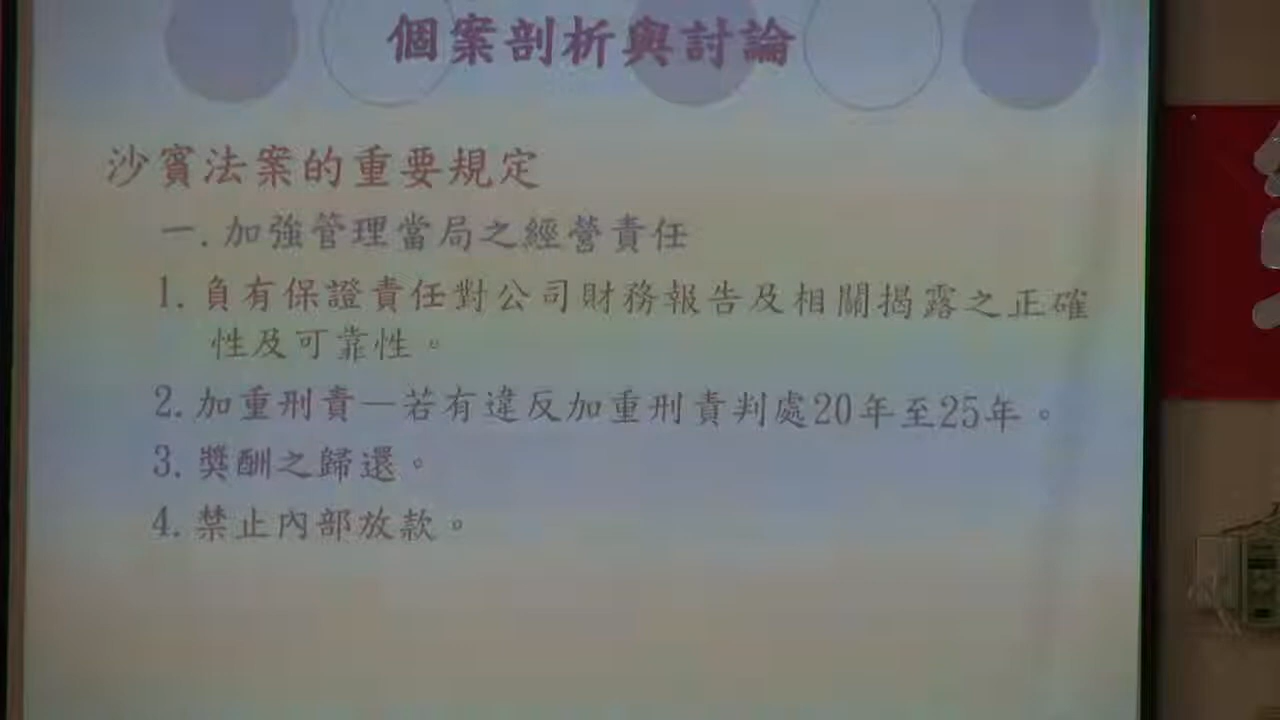 個案剖析與討論
沙賓法案的重要規定
一.加強管理當局之經營責任
1.負有保證責任對公司財務報告及相關揭露之正確
性及可靠性。
2.加重刑責—若有違反加重刑責判處20年至25年。
3.獎酬之歸還。
4.禁止內部放款。